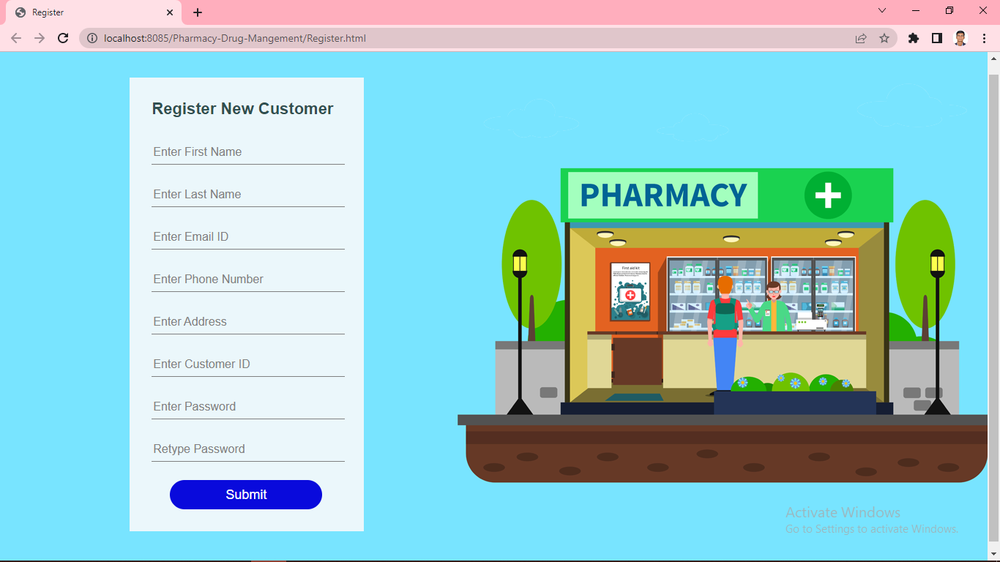 Register
localhost:8085/Pharmacy-Drug-Mangement/Register.html
Register New Customer
Enter First Name
Enter Last Name
Enter Email ID
Enter Phone Number
Enter Address
Enter Customer ID
Enter Password
Retype Password
Submit
PHARMACY
First aid kit
Activate Windows
Go to Settings to activate Windows.